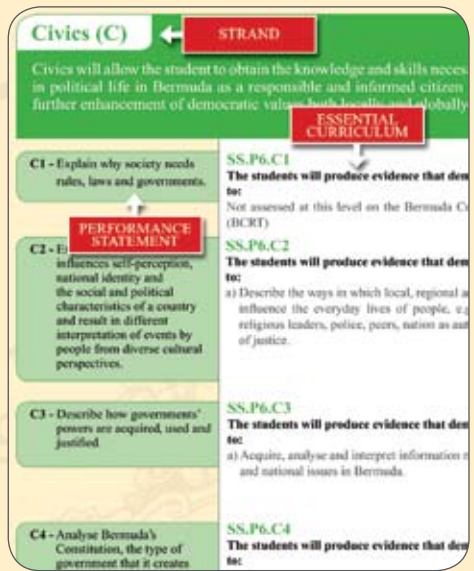 Civics (C)
STRAND
Civics will allow the student to obtain the knowledge and skills neces
in political life in Bermuda as a responsible and informed citizen
further enhancement of democratic values both locally and globally
ESSENTIAL
CURRICULUM
C1 - Explain why society needs
rules, laws and governments.
SS.P6.C1
The students will produce evidence that dem
to:
Not assessed at this level on the Bermuda Cr
(BCRT)
PERFORMANCE
STATEMENT
C2 - E
influences self-perception,
national identity and
the social and political
characteristics of a country
and result in different
interpretation of events by
people from diverse cultural
perspectives.
SS.P6.C2
The students will produce evidence that dem
to:
a) Describe the ways in which local, regional a
influence the everyday lives of people, e.g
religious leaders, police, peers, nation as
of justice.
C3 - Describe how governments'
powers are acquired, used and
justified.
SS.P6.C3
The students will produce evidence that dem
to:
a) Acquire, analyse and interpret information
and national issues in Bermuda.
C4 - Analyse Bermuda's
Constitution, the type of
government that it creates
SS.P6.C4
The students will produce evidence that dem
to: